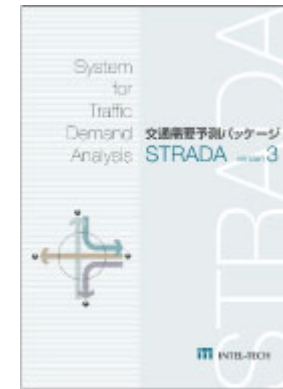 System
for
Traffic
Demand
Analysis
交通需要予測パッケージ
STRADA version 3
STRADA
INTEL-TECH